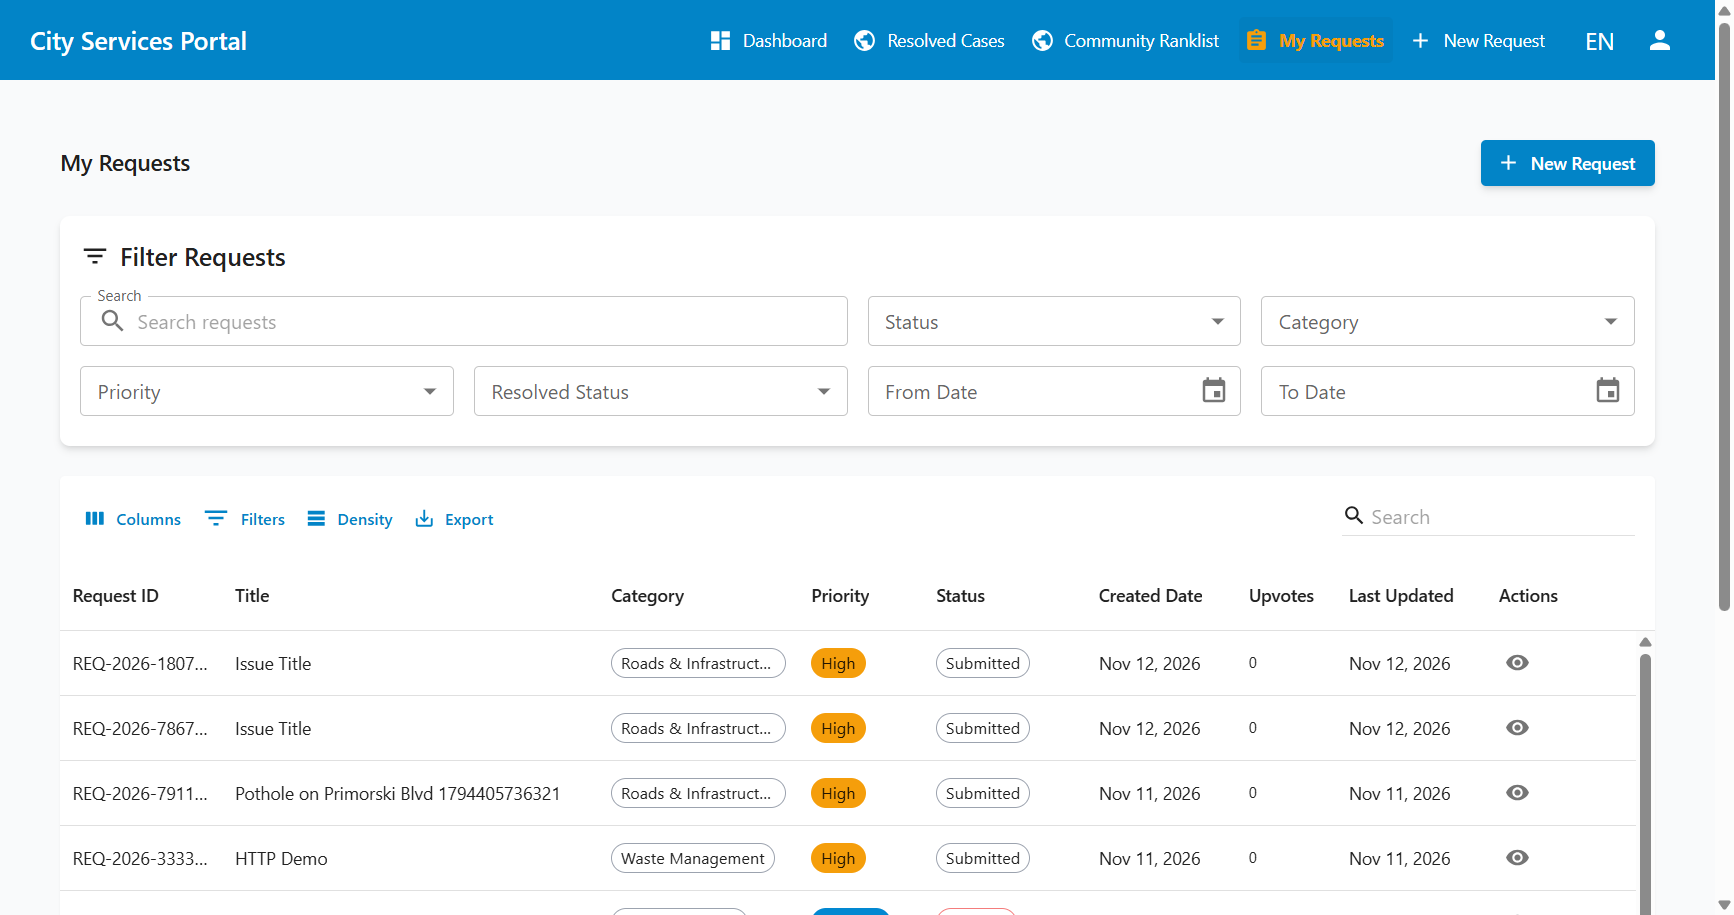 City Services Portal
Dashboard
Resolved Cases
Community Ranklist
My Requests
New Request
EN
My Requests
New Request
Filter Requests
Search
Search requests
Status
Category
Priority
Resolved Status
From Date
To Date
Columns
Filters
Density
Export
Search
Request ID Title Category Priority Status Created Date Upvotes Last Updated Actions
REQ-2026-1807... Issue Title Roads & Infrastruct... High Submitted Nov 12, 2026 0 Nov 12, 2026
REQ-2026-7867... Issue Title Roads & Infrastruct... High Submitted Nov 12, 2026 0 Nov 12, 2026
REQ-2026-7911... Pothole on Primorski Blvd 1794405736321 Roads & Infrastruct... High Submitted Nov 11, 2026 0 Nov 11, 2026
REQ-2026-3333... HTTP Demo Waste Management High Submitted Nov 11, 2026 0 Nov 11, 2026